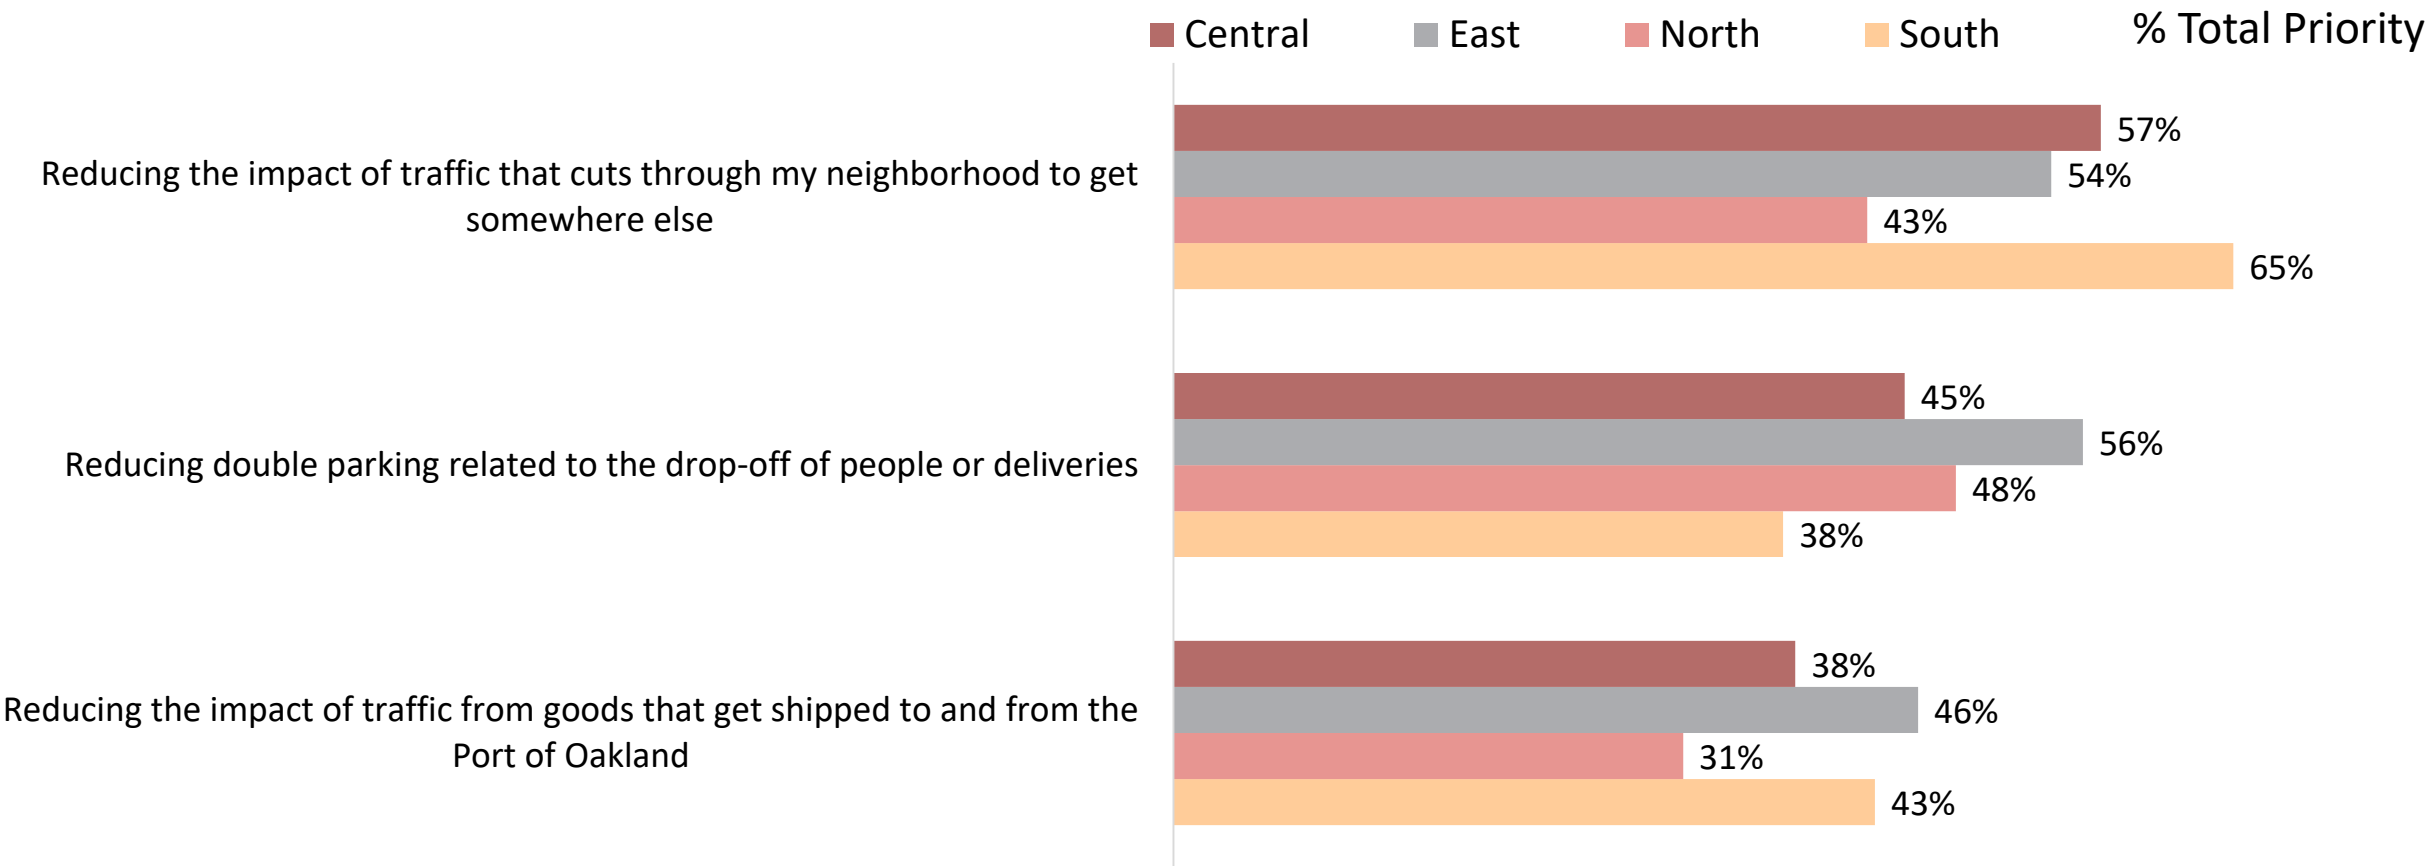 Central East North South % Total Priority
Reducing the impact of traffic that cuts through my neighborhood to get
somewhere else
57%
54%
43%
65%
Reducing double parking related to the drop-off of people or deliveries
45%
56%
48%
38%
Reducing the impact of traffic from goods that get shipped to and from the
Port of Oakland
38%
46%
31%
43%